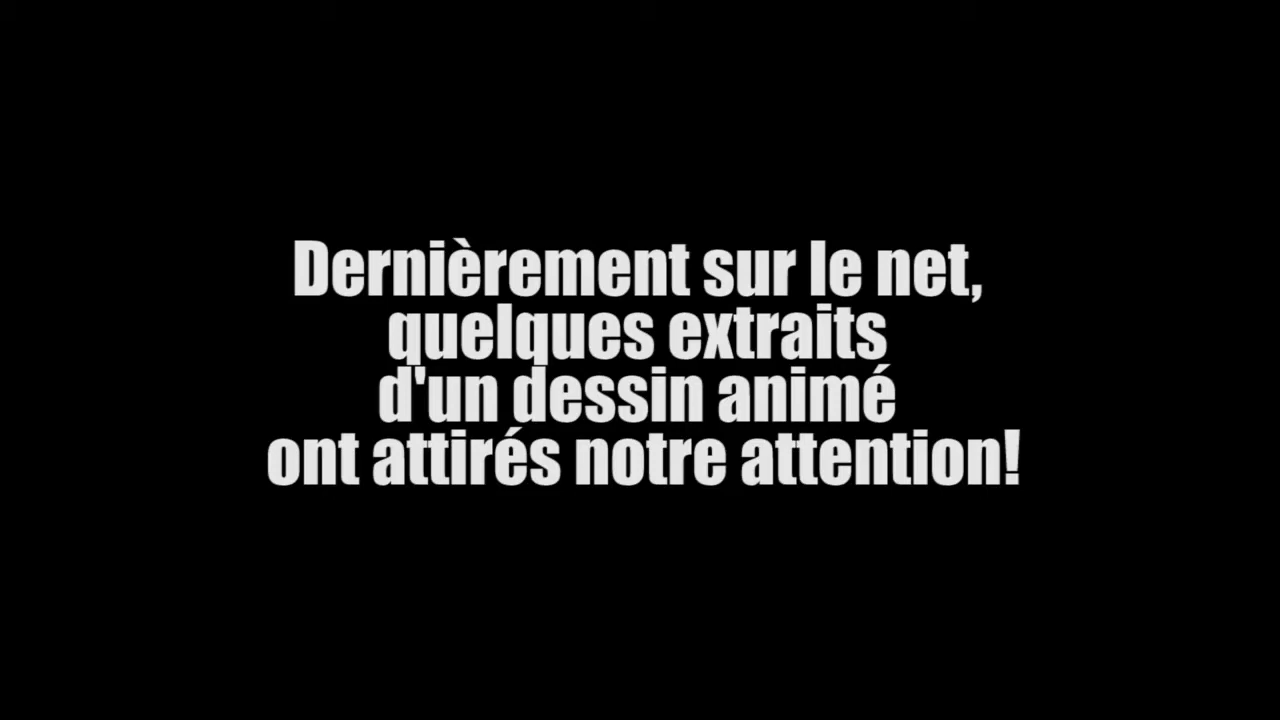 Dernièrement sur le net,
quelques extraits
d'un dessin animé
ont attirés notre attention!